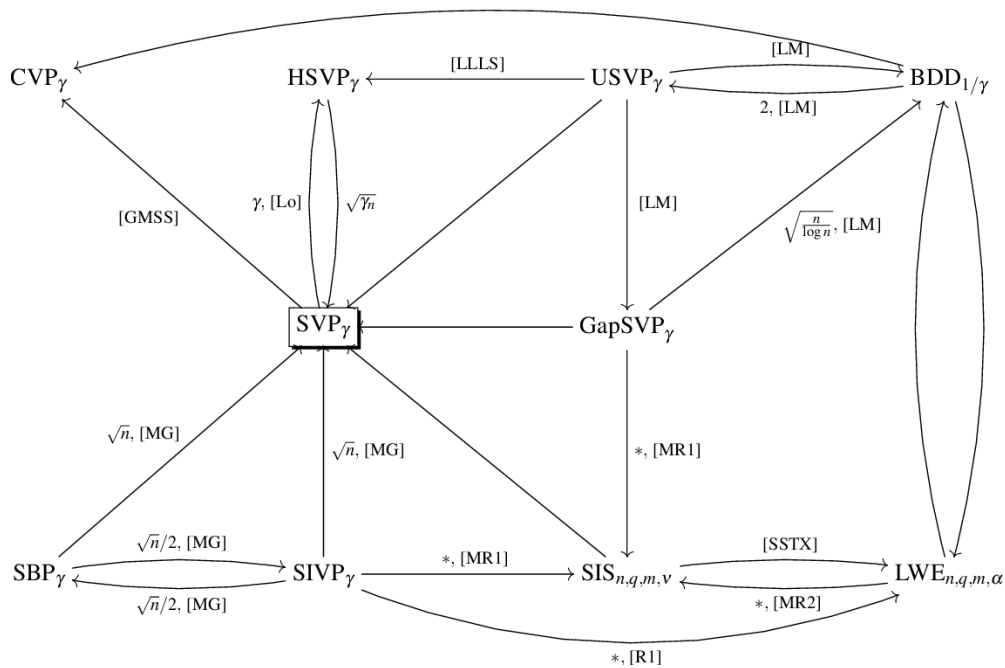 [LM]
CVP_γ
HSVP_γ
[LLLS]
USVP_γ
BDD_{1/γ}
2, [LM]
[GMSS]
γ, [Lo]
√γ_n
[LM]
√(n/log n), [LM]
SVP_γ
GapSVP_γ
√n, [MG]
√n, [MG]
*, [MR1]
√n/2, [MG]
[SSTX]
SBP_γ
SIVP_γ
*, [MR1]
SIS_{n,q,m,ν}
LWE_{n,q,m,α}
√n/2, [MG]
*, [MR2]
*, [R1]